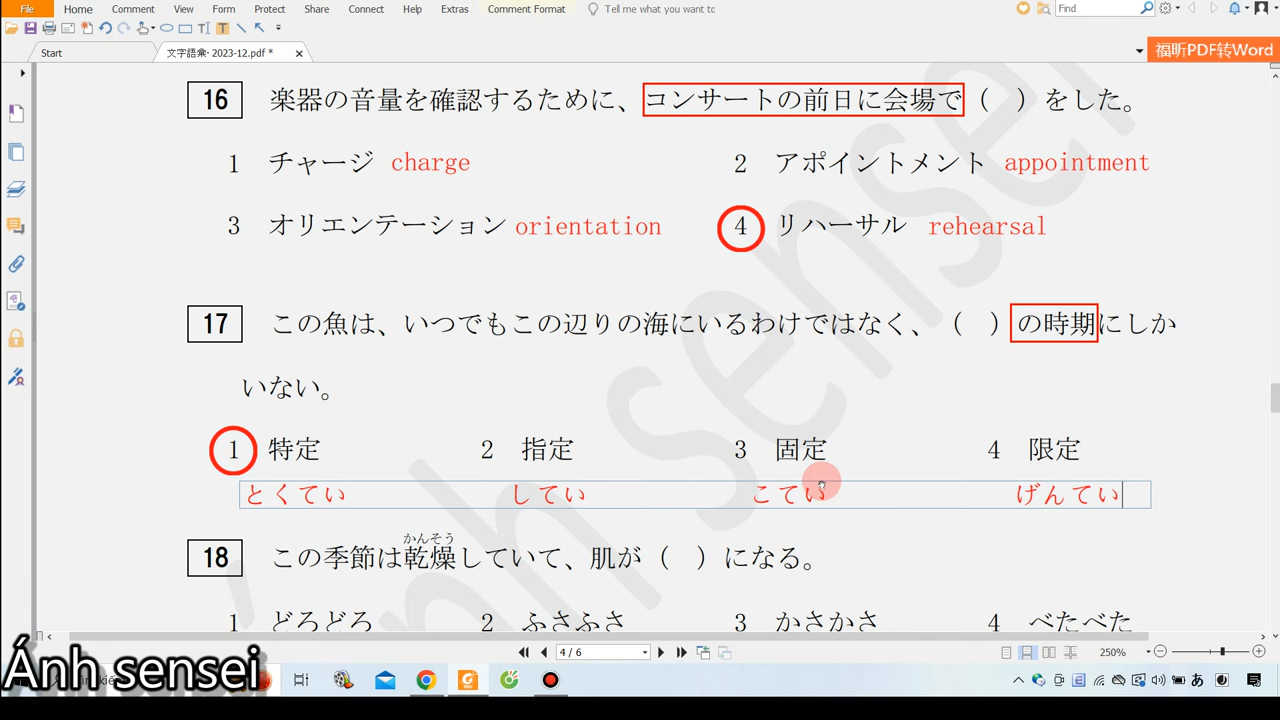 File Home Comment View Form Protect Share Connect Help Extras Comment Format Tell me what you want to Find
Start 文字語彙· 2023-12.pdf * 福昕PDF转Word
16 楽器の音量を確認するために、コンサートの前日に会場で（ ）をした。
1 チャージ charge 2 アポイントメント appointment
3 オリエンテーション orientation 4 リハーサル rehearsal
17 この魚は、いつでもこの辺りの海にいるわけではなく、（ ）の時期にしか
いない。
1 特定 2 指定 3 固定 4 限定
とくてい してい こてい げんてい
かんそう
18 この季節は乾燥していて、肌が（ ）になる。
1 どろどろ 2 ふさふさ 3 かさかさ 4 べたべた
4 / 6 250%
Ánh sensei
Ánh sensei